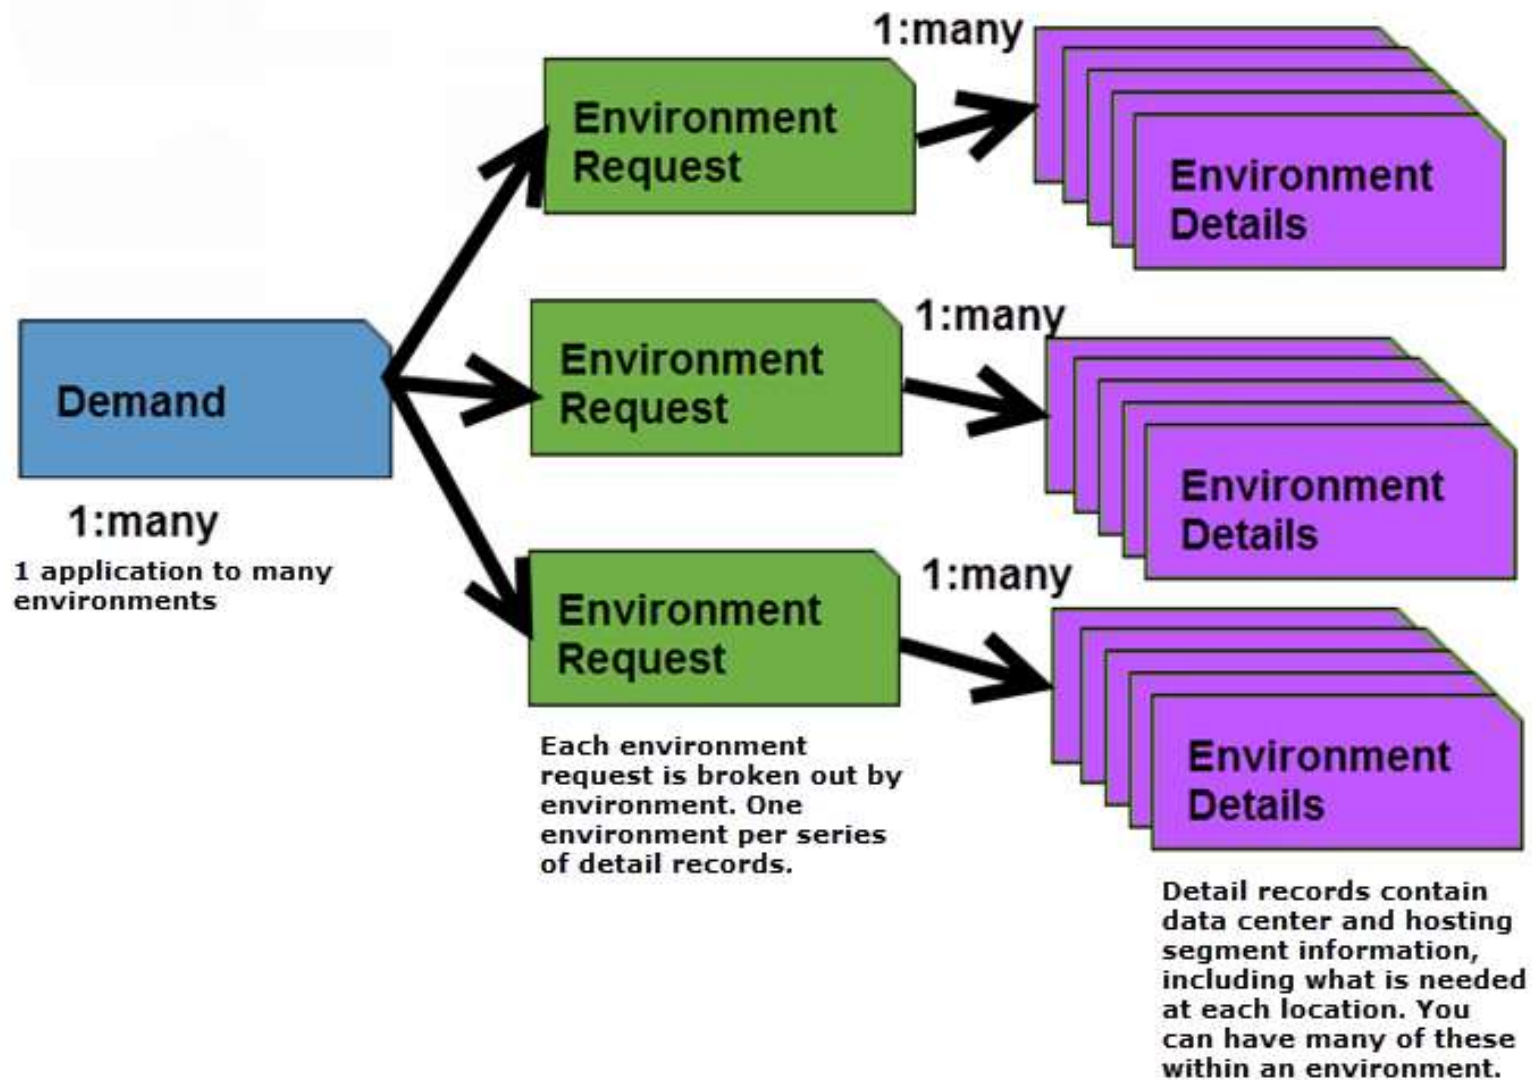 1:many
Environment
Request
Environment
Details
1:many
Environment
Request
Environment
Details
Demand
1:many
1 application to many
environments
1:many
Environment
Request
Environment
Details
Each environment
request is broken out by
environment. One
environment per series
of detail records.
Detail records contain
data center and hosting
segment information,
including what is needed
at each location. You
can have many of these
within an environment.